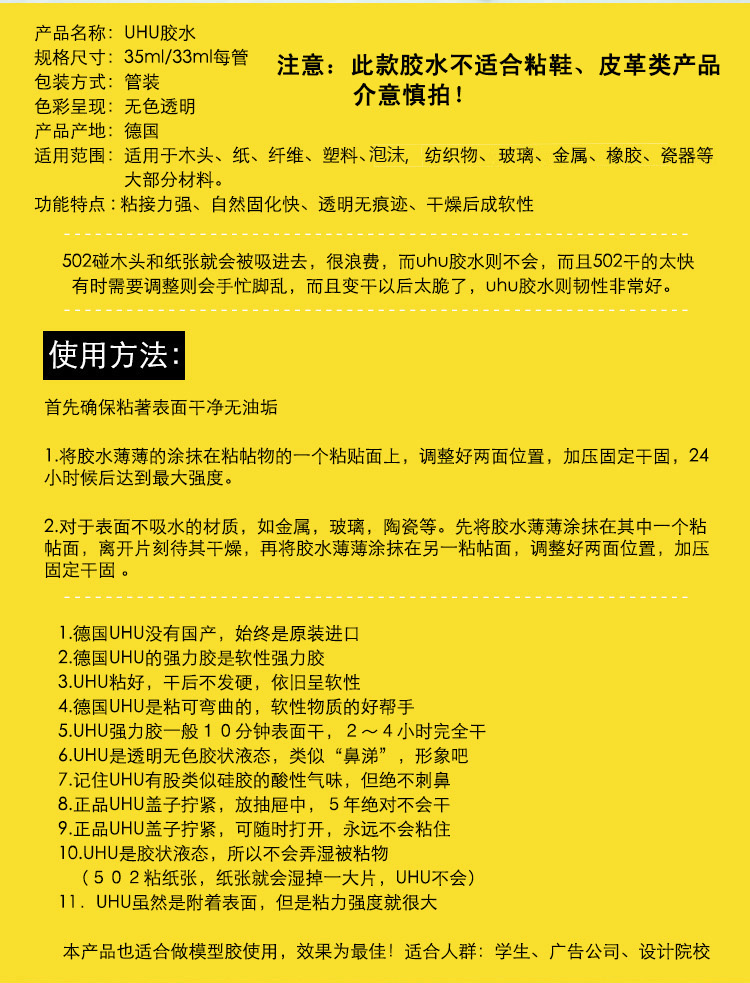 产品名称：UHU胶水
规格尺寸：35ml/33ml每管
包装方式：管装
色彩呈现：无色透明
产品产地：德国
注意：此款胶水不适合粘鞋、皮革类产品
介意慎拍！
适用范围：适用于木头、纸、纤维、塑料、泡沫，纺织物、玻璃、金属、橡胶、瓷器等
大部分材料。
功能特点：粘接力强、自然固化快、透明无痕迹、干燥后成软性
502碰木头和纸张就会被吸进去，很浪费，而uhu胶水则不会，而且502干的太快
有时需要调整则会手忙脚乱，而且变干以后太脆了，uhu胶水则韧性非常好。
使用方法：
首先确保粘著表面干净无油垢
1.将胶水薄薄的涂抹在粘帖物的一个粘贴面上，调整好两面位置，加压固定干固，24
小时候后达到最大强度。
2.对于表面不吸水的材质，如金属，玻璃，陶瓷等。先将胶水薄薄涂抹在其中一个粘
帖面，离开片刻待其干燥，再将胶水薄薄涂抹在另一粘帖面，调整好两面位置，加压
固定干固 。
1.德国UHU没有国产，始终是原装进口
2.德国UHU的强力胶是软性强力胶
3.UHU粘好，干后不发硬，依旧呈软性
4.德国UHU是粘可弯曲的，软性物质的好帮手
5.UHU强力胶一般１０分钟表面干，２～４小时完全干
6.UHU是透明无色胶状液态，类似“鼻涕”，形象吧
7.记住UHU有股类似硅胶的酸性气味，但绝不刺鼻
8.正品UHU盖子拧紧，放抽屉中，５年绝对不会干
9.正品UHU盖子拧紧，可随时打开，永远不会粘住
10.UHU是胶状液态，所以不会弄湿被粘物
（５０２粘纸张，纸张就会湿掉一大片，UHU不会）
11．UHU虽然是附着表面，但是粘力强度就很大
本产品也适合做模型胶使用，效果为最佳！适合人群：学生、广告公司、设计院校